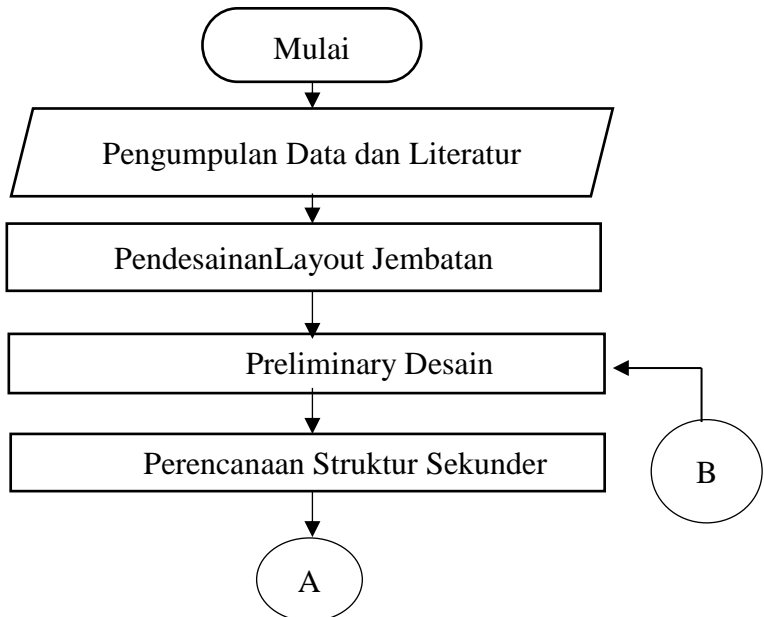 Mulai
Pengumpulan Data dan Literatur
PendesainanLayout Jembatan
Preliminary Desain
Perencanaan Struktur Sekunder
B
A